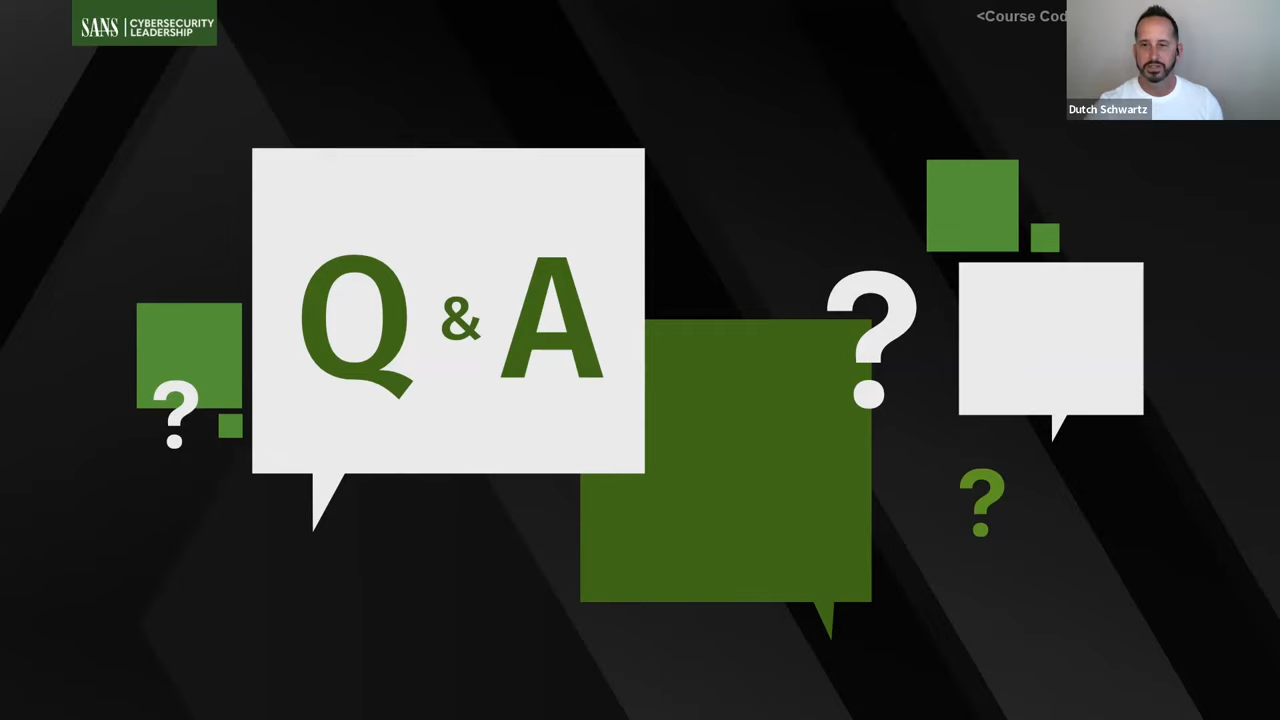 SANS
CYBERSECURITY
LEADERSHIP
<Course Cod
Dutch Schwartz
Q & A
?
?
?